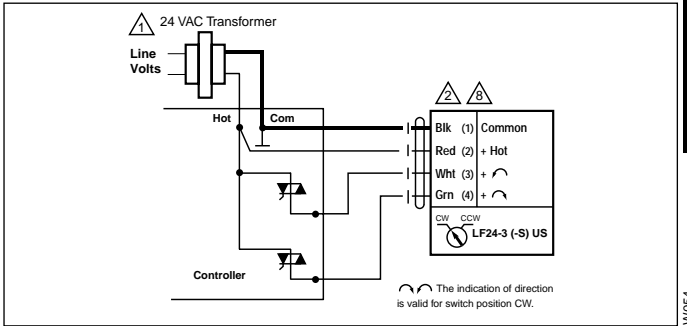 1 24 VAC Transformer
Line
Volts
Hot Com
2 8
Blk (1) Common
Red (2) + Hot
Wht (3) +
Grn (4) +
CW CCW
LF24-3 (-S) US
Controller
The indication of direction
is valid for switch position CW.